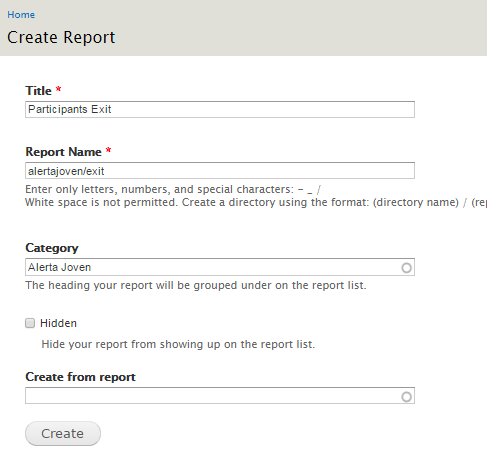 Home
Create Report
Title *
Participants Exit
Report Name *
alertajoven/exit
Enter only letters, numbers, and special characters: – _ /
White space is not permitted. Create a directory using the format: (directory name) / (rep
Category
Alerta Joven
The heading your report will be grouped under on the report list.
Hidden
Hide your report from showing up on the report list.
Create from report
Create